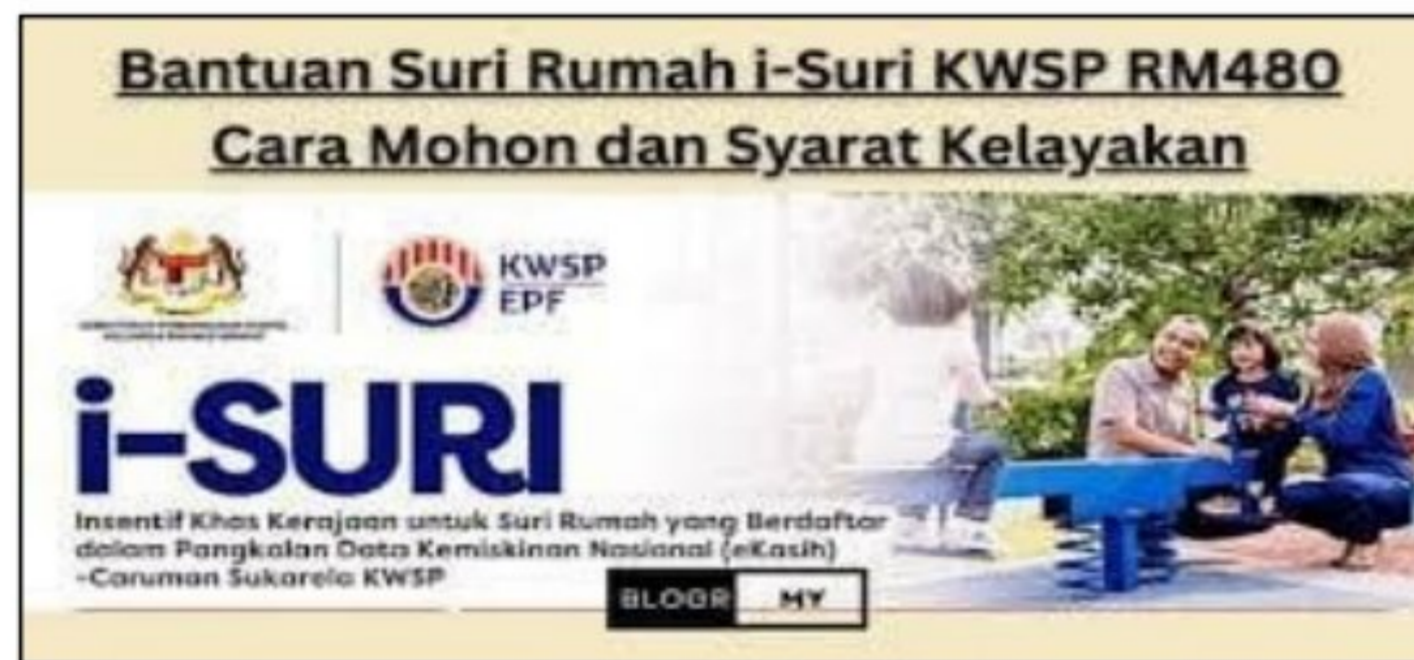 Bantuan Suri Rumah i-Suri KWSP RM480
Cara Mohon dan Syarat Kelayakan
KWSP
EPF
i-SURI
Insentif Khas Kerajaan untuk Suri Rumah yang Berdaftar
dalam Pangkalan Data Kemiskinan Nasional (eKasih)
-Caruman Sukarela KWSP
BLOGR MY